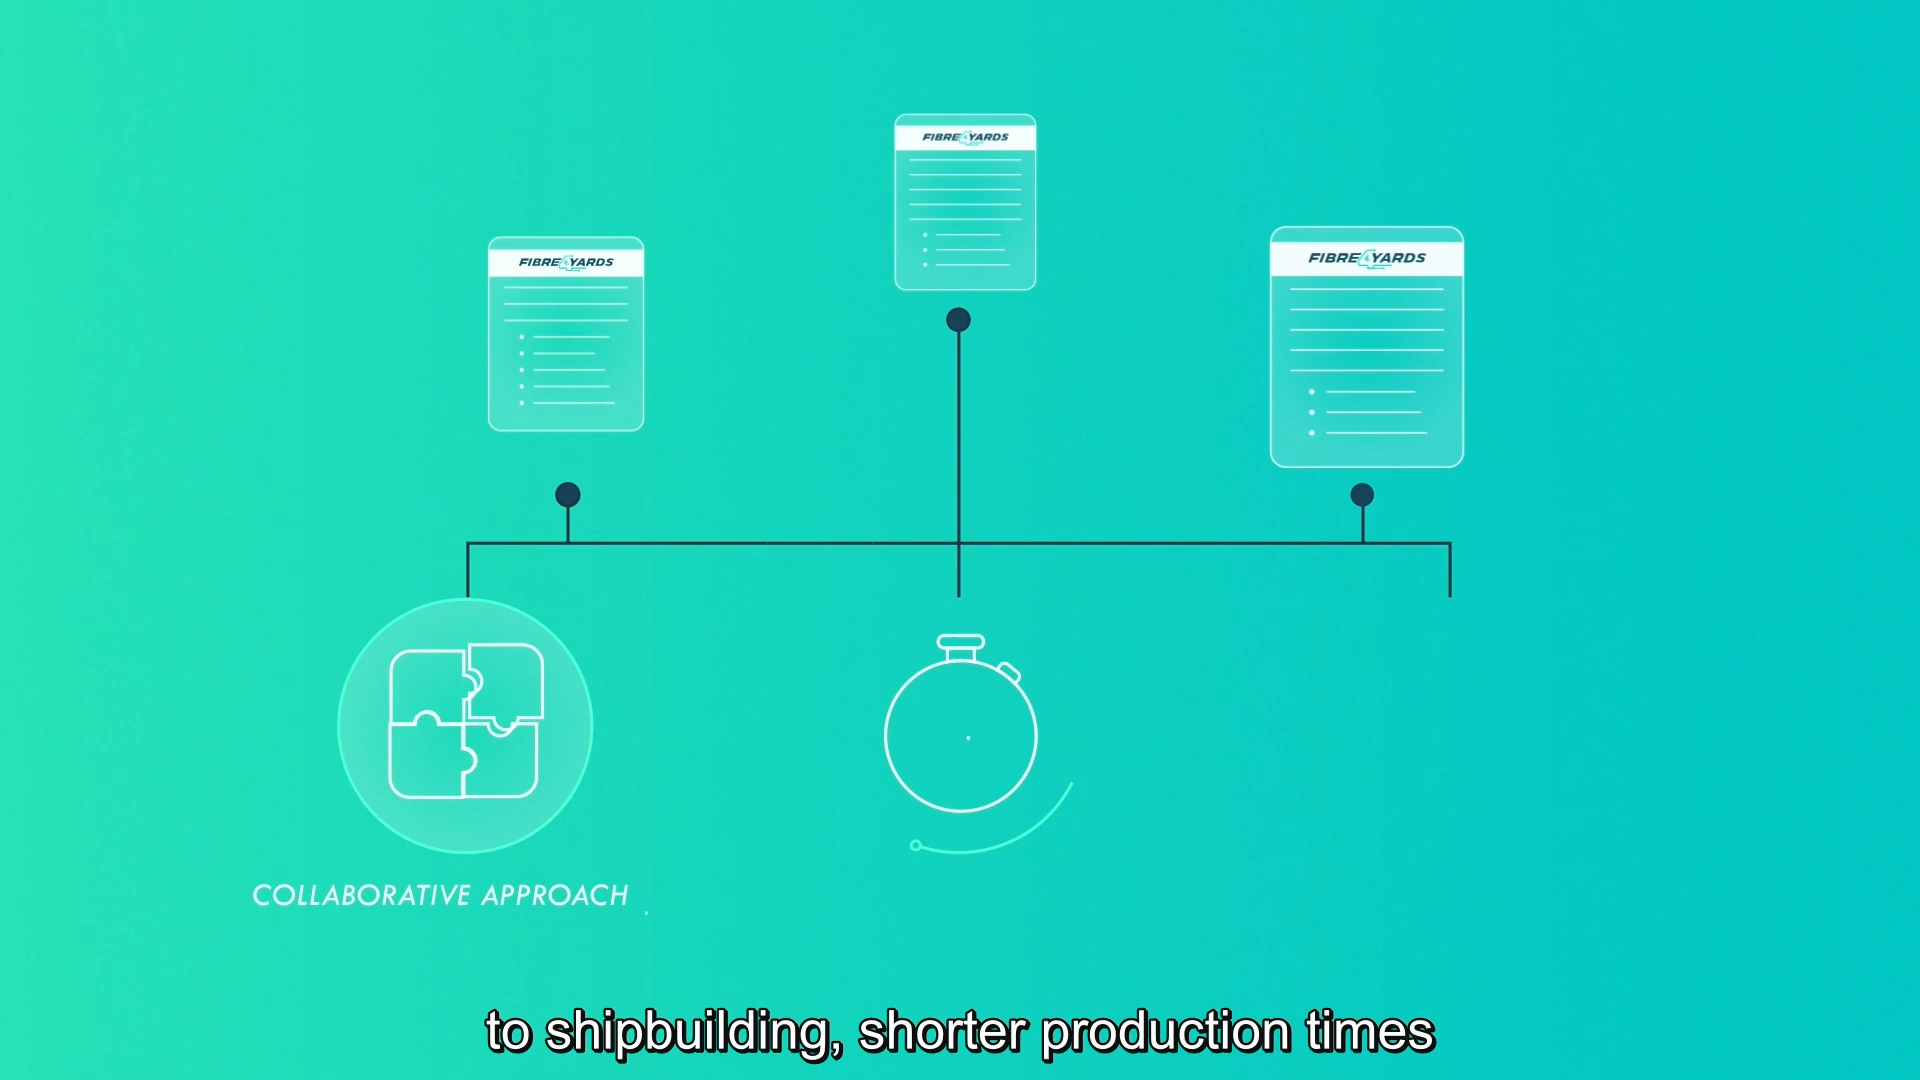 FIBRE4YARDS
FIBRE4YARDS
FIBRE4YARDS
COLLABORATIVE APPROACH
to shipbuilding, shorter production times